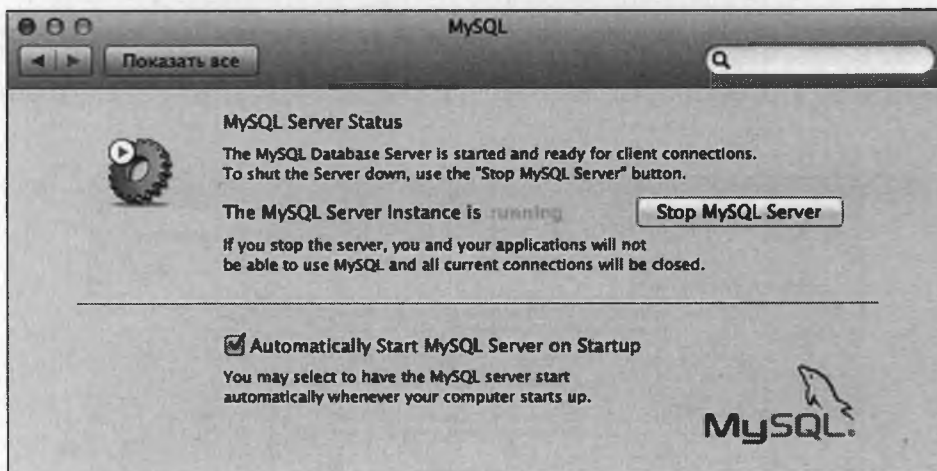 MySQL
Показать все
MySQL Server Status
The MySQL Database Server is started and ready for client connections.
To shut the Server down, use the "Stop MySQL Server" button.
The MySQL Server Instance is running
Stop MySQL Server
If you stop the server, you and your applications will not
be able to use MySQL and all current connections will be closed.
Automatically Start MySQL Server on Startup
You may select to have the MySQL server start
automatically whenever your computer starts up.
MySQL.